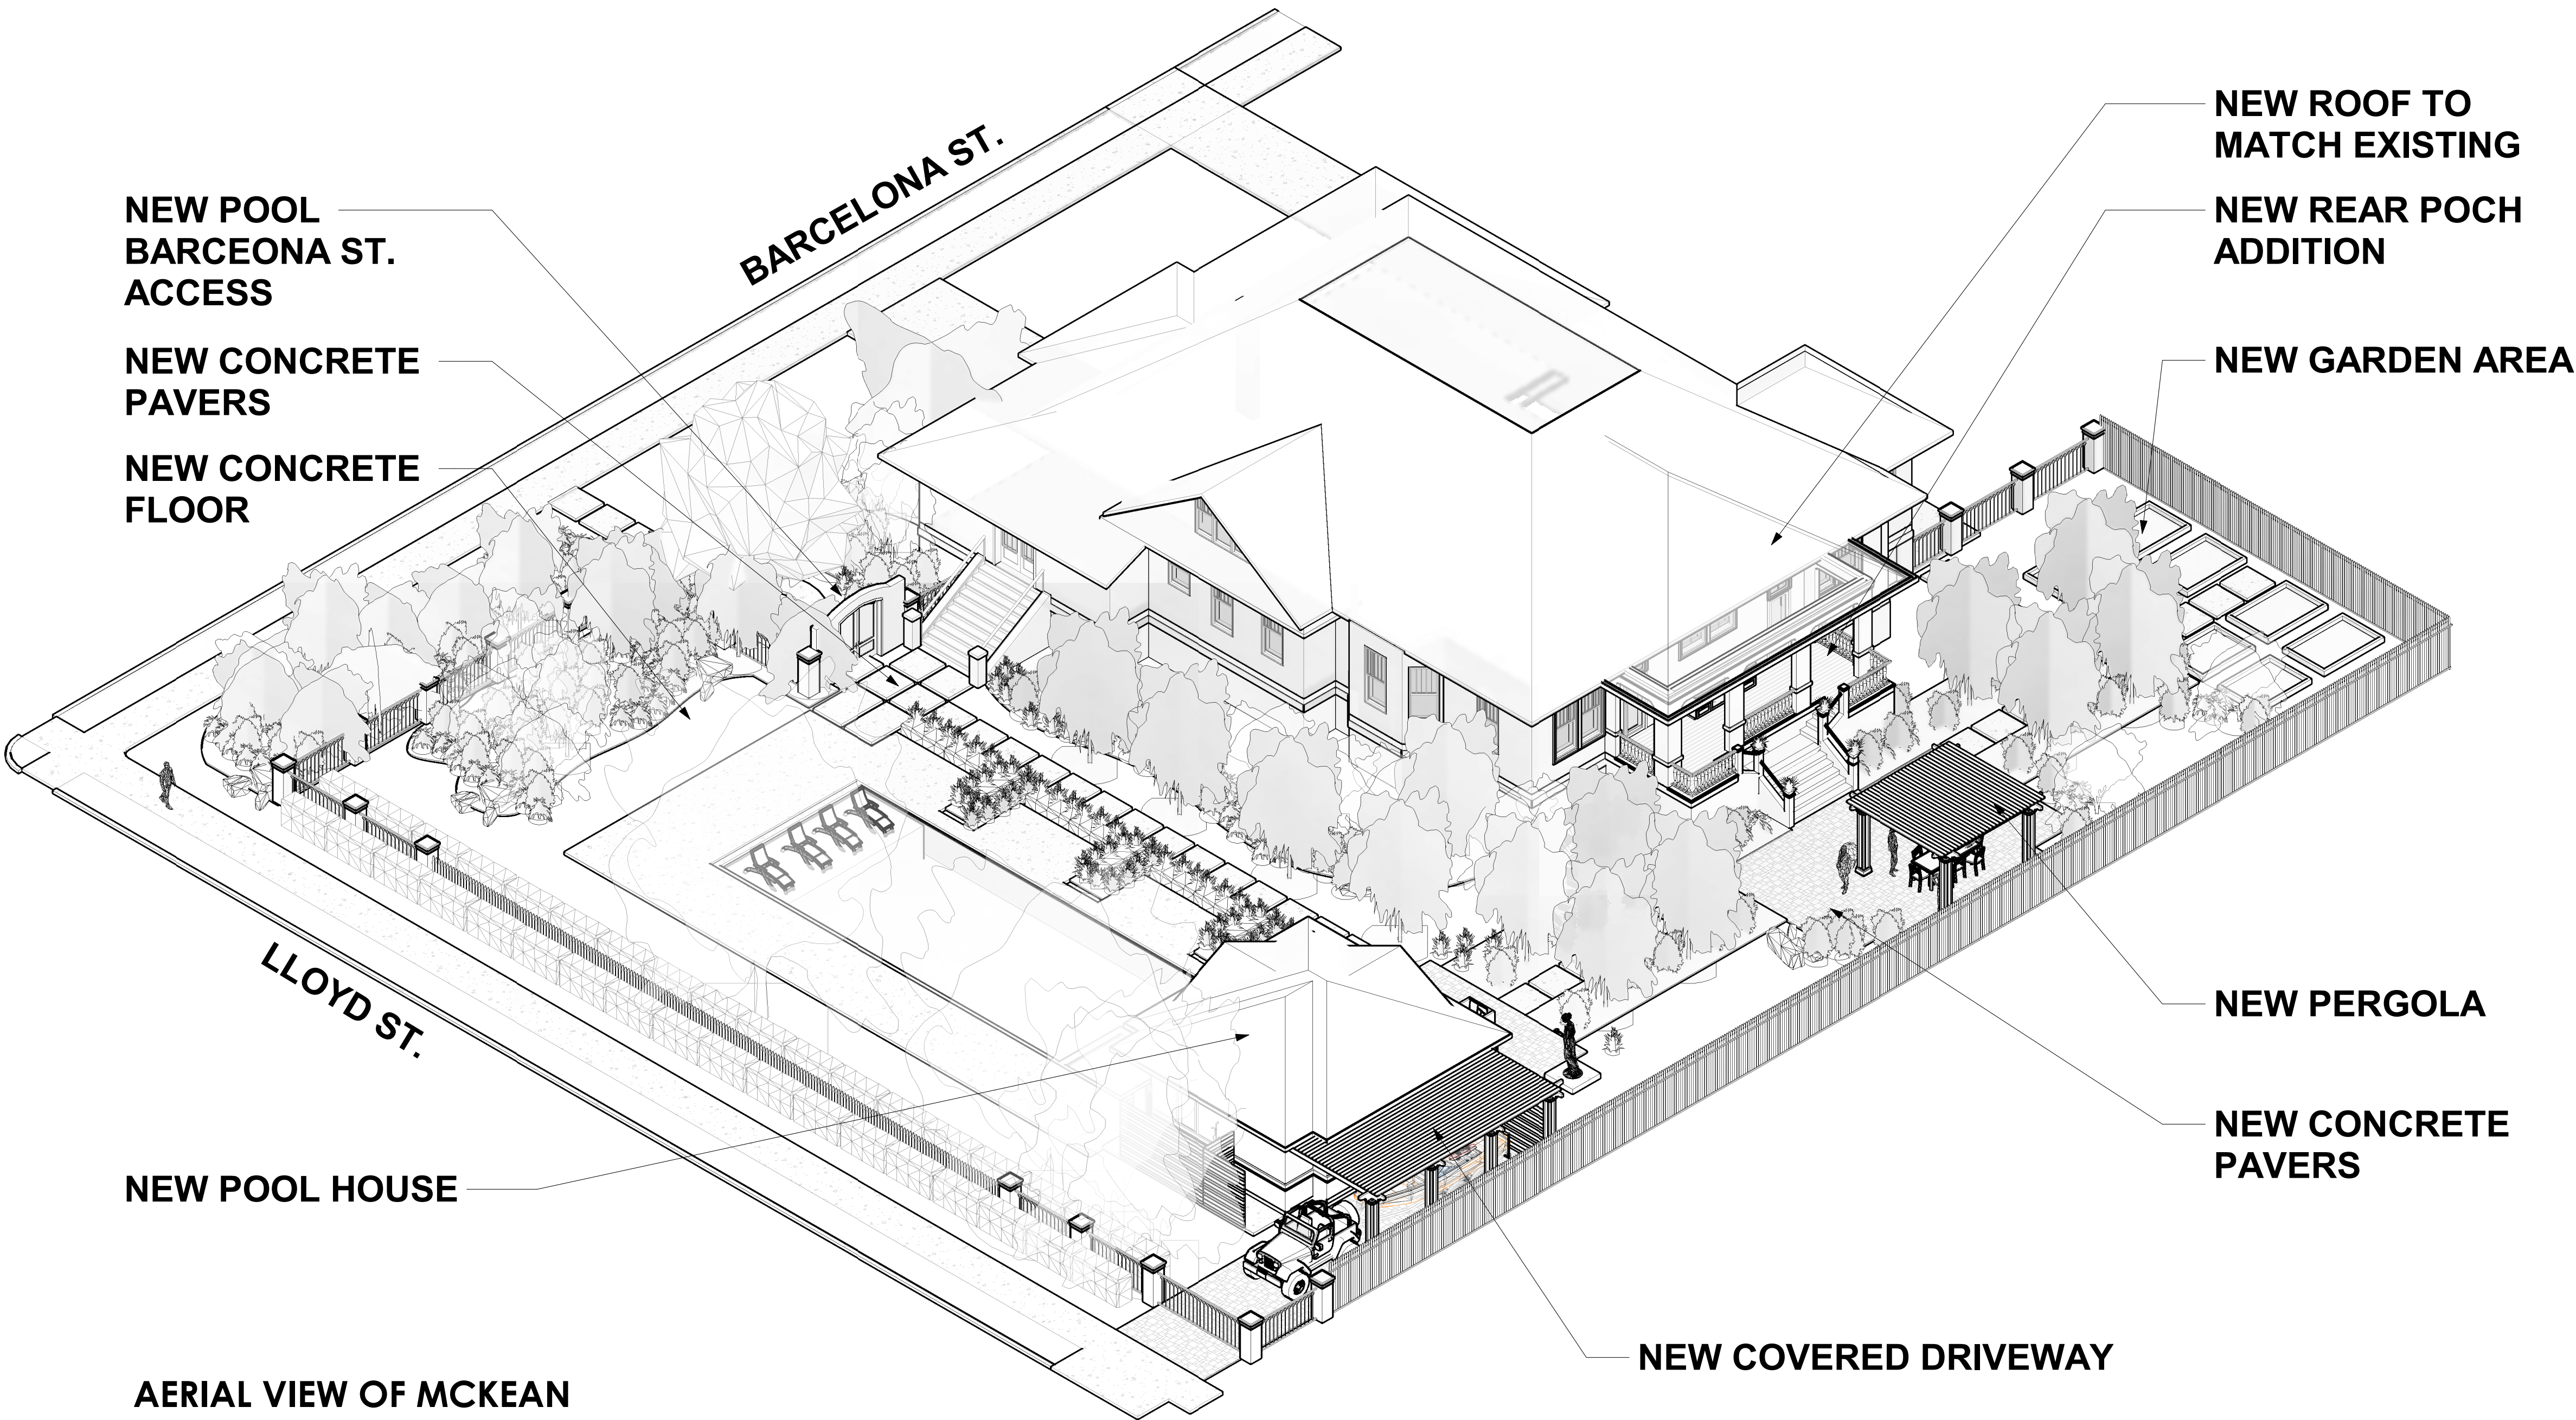 BARCELONA ST.
NEW POOL
BARCEONA ST.
ACCESS
NEW CONCRETE
PAVERS
NEW CONCRETE
FLOOR
NEW ROOF TO
MATCH EXISTING
NEW REAR POCH
ADDITION
NEW GARDEN AREA
LLOYD ST.
NEW PERGOLA
NEW CONCRETE
PAVERS
NEW POOL HOUSE
NEW COVERED DRIVEWAY
AERIAL VIEW OF MCKEAN